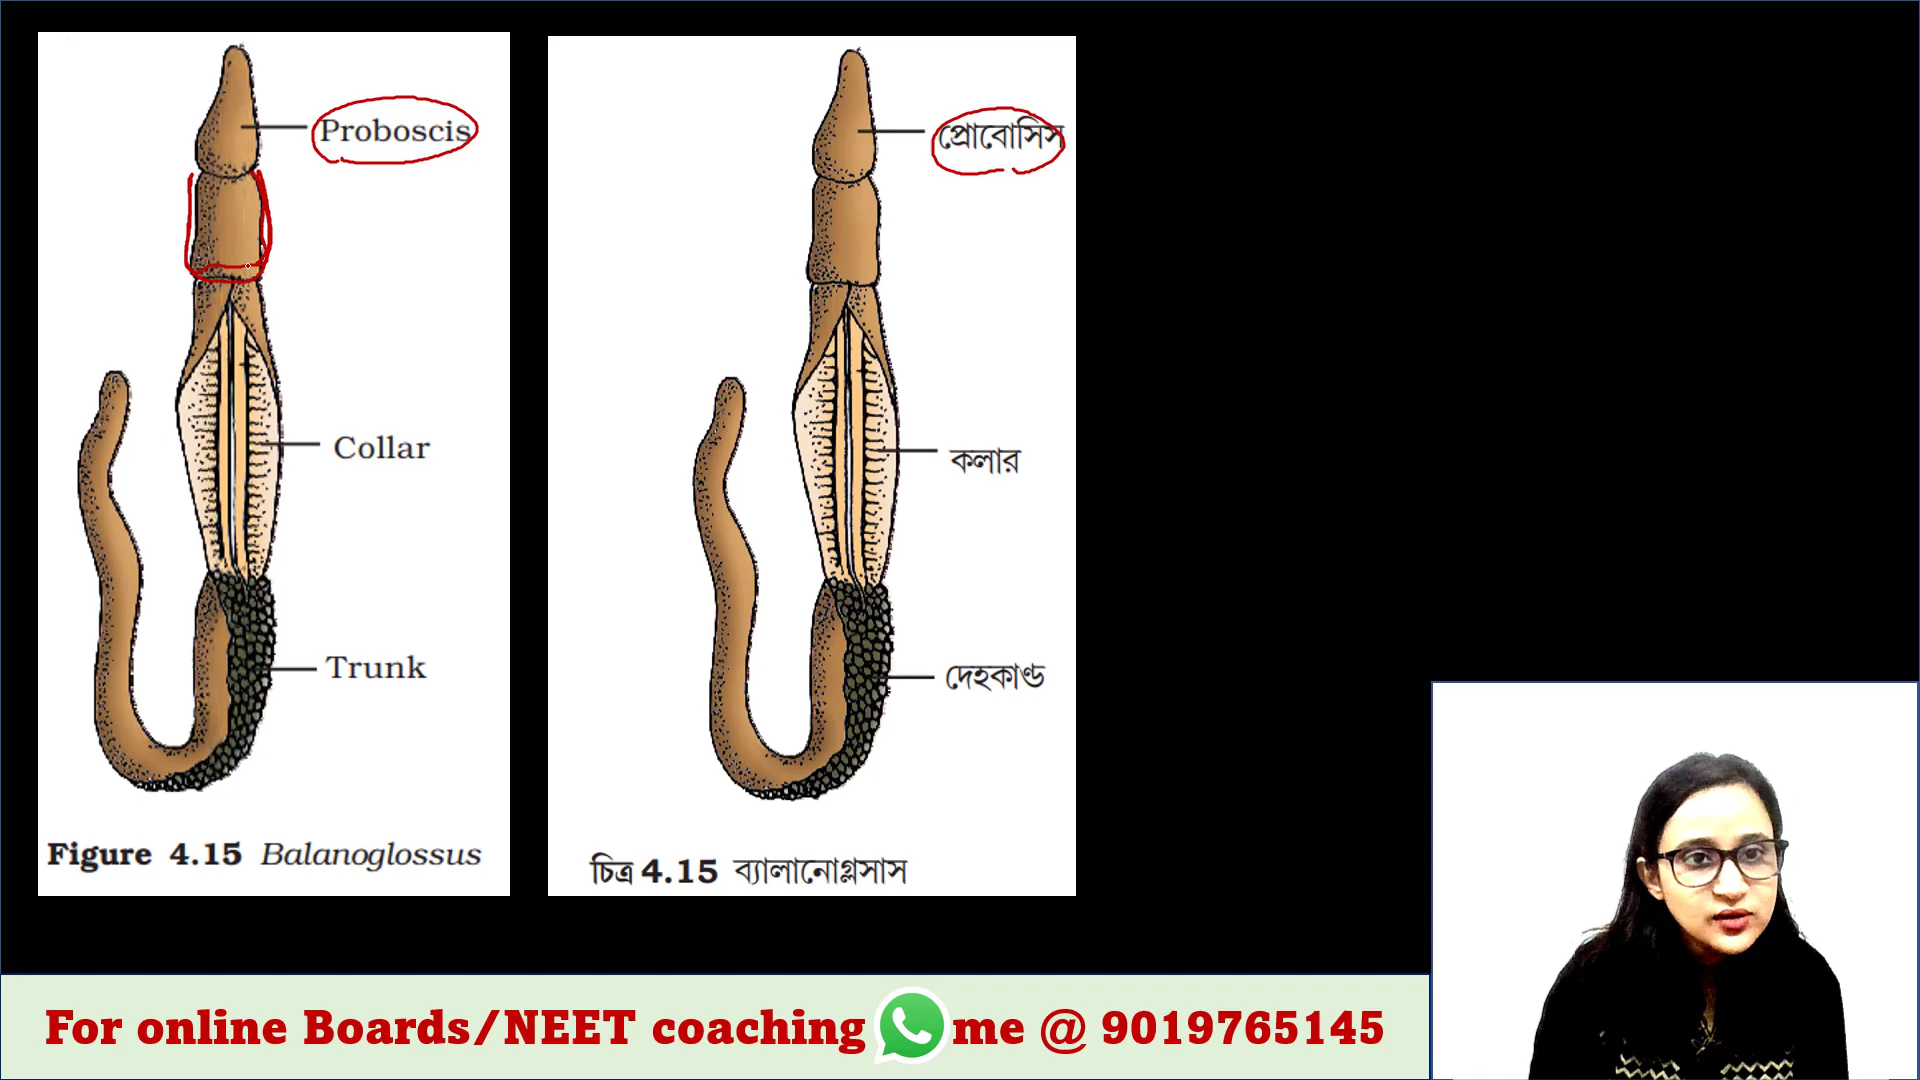 Proboscis
Collar
Trunk
Figure 4.15 Balanoglossus
প্রোবোসিস
কলার
দেহকাণ্ড
চিত্র 4.15 ব্যালানোগ্লসাস
For online Boards/NEET coaching me @ 9019765145